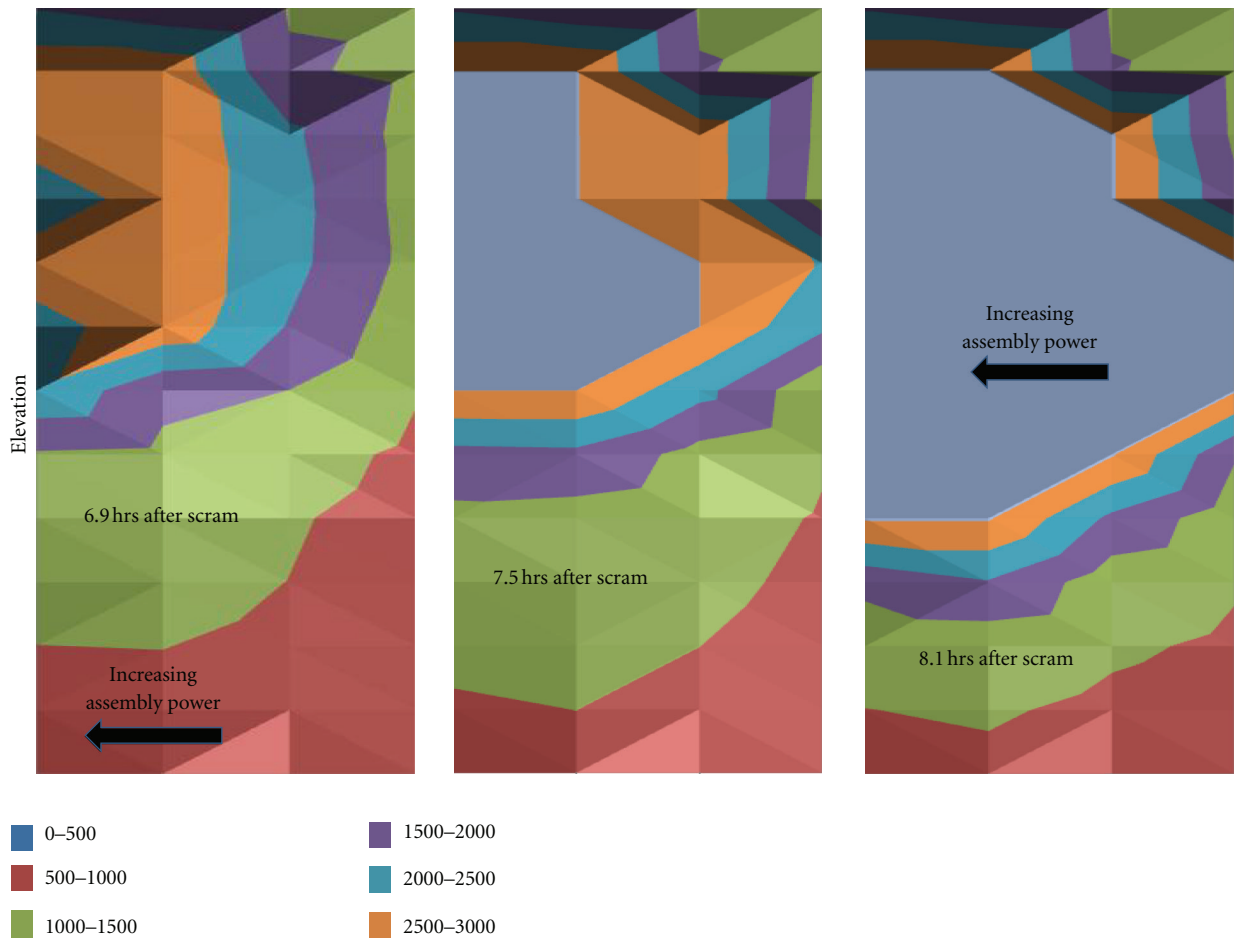 Elevation
6.9 hrs after scram
Increasing
assembly power
7.5 hrs after scram
Increasing
assembly power
8.1 hrs after scram
0–500
500–1000
1000–1500
1500–2000
2000–2500
2500–3000